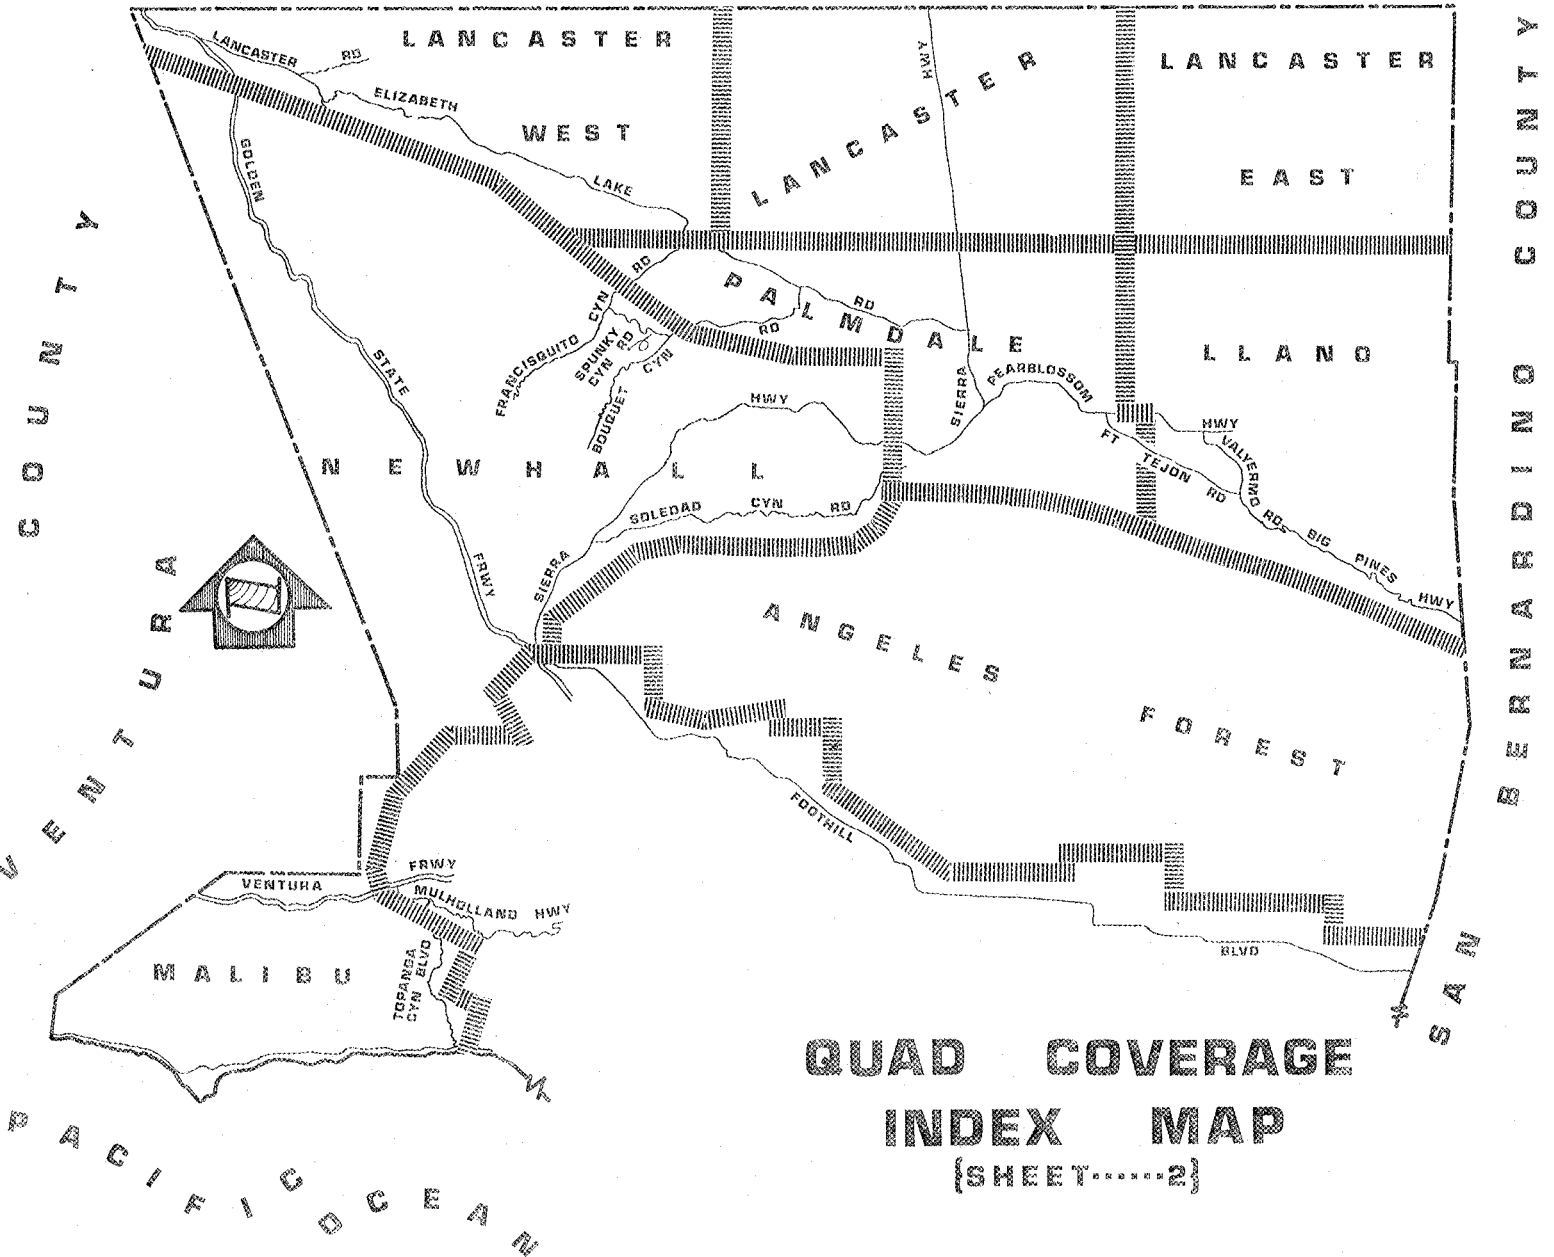 LANCASTER RD
LANCASTER
WEST
ELIZABETH
LAKE
RD
LANCASTER
HWY
LANCASTER
EAST
GOLDEN
STATE
FRWY
PALMDALE
RD
RD
CYN
FRANCISQUITO
SPUNKY
CYN RD
CYN
BOUQUET
LLANO
SIERRA
PEARBLOSSOM
HWY
FT
TEJON
RD
VALYERMO
RD
BIG
PINES
HWY
HWY
NEWHALL
SOLEDAD CYN RD
SIERRA
ANGELES
FOREST
FOOTHILL
BLVD
VENTURA
FRWY
MULHOLLAND HWY
TOPANGA
CYN BLVD
MALIBU
VENTURA COUNTY
SAN BERNARDINO COUNTY
PACIFIC OCEAN
QUAD COVERAGE
INDEX MAP
{SHEET······2}